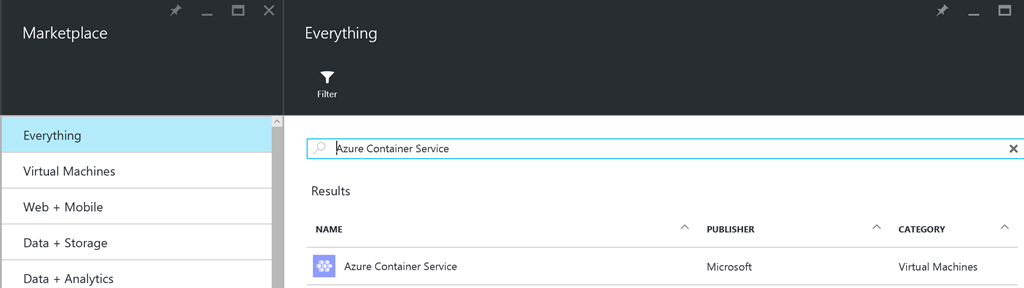 Marketplace
Everything
Virtual Machines
Web + Mobile
Data + Storage
Data + Analytics
Everything
Filter
Azure Container Service
Results
NAME PUBLISHER CATEGORY
Azure Container Service Microsoft Virtual Machines